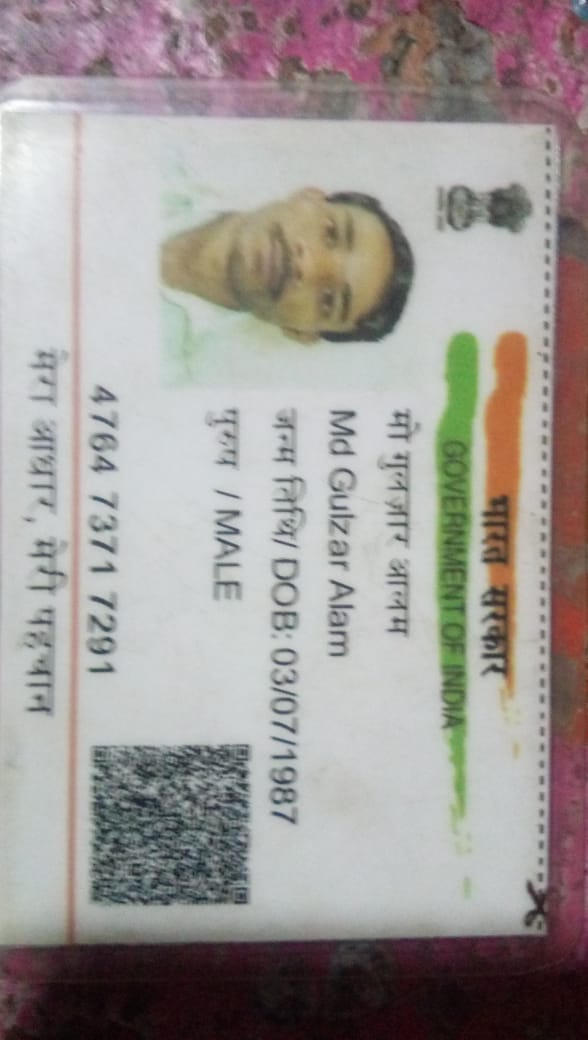 भारत सरकार
GOVERNMENT OF INDIA
मो गुलज़ार आलम
Md Gulzar Alam
जन्म तिथि/ DOB: 03/07/1987
पुरुष / MALE
4764 7371 7291
मेरा आधार, मेरी पहचान